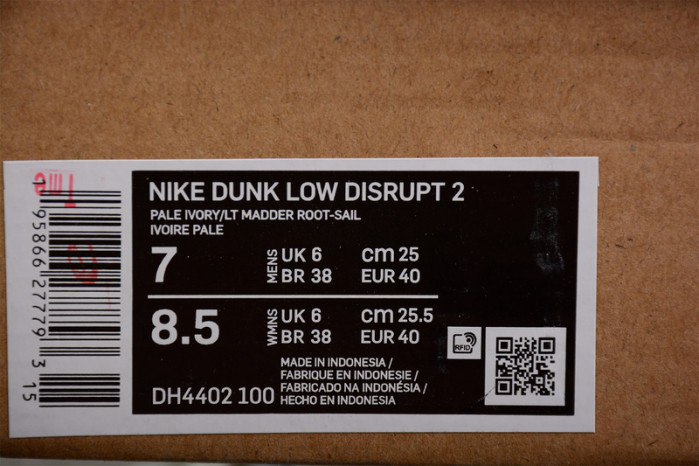 NIKE DUNK LOW DISRUPT 2
PALE IVORY/LT MADDER ROOT-SAIL
IVOIRE PALE
7 MENS UK 6 cm 25
BR 38 EUR 40
8.5 WMNS UK 6 cm 25.5
BR 38 EUR 40
MADE IN INDONESIA /
FABRIQUE EN INDONESIE /
FABRICADO NA INDONÉSIA /
DH4402 100 HECHO EN INDONESIA
RFID
1 95866 27779 3 15